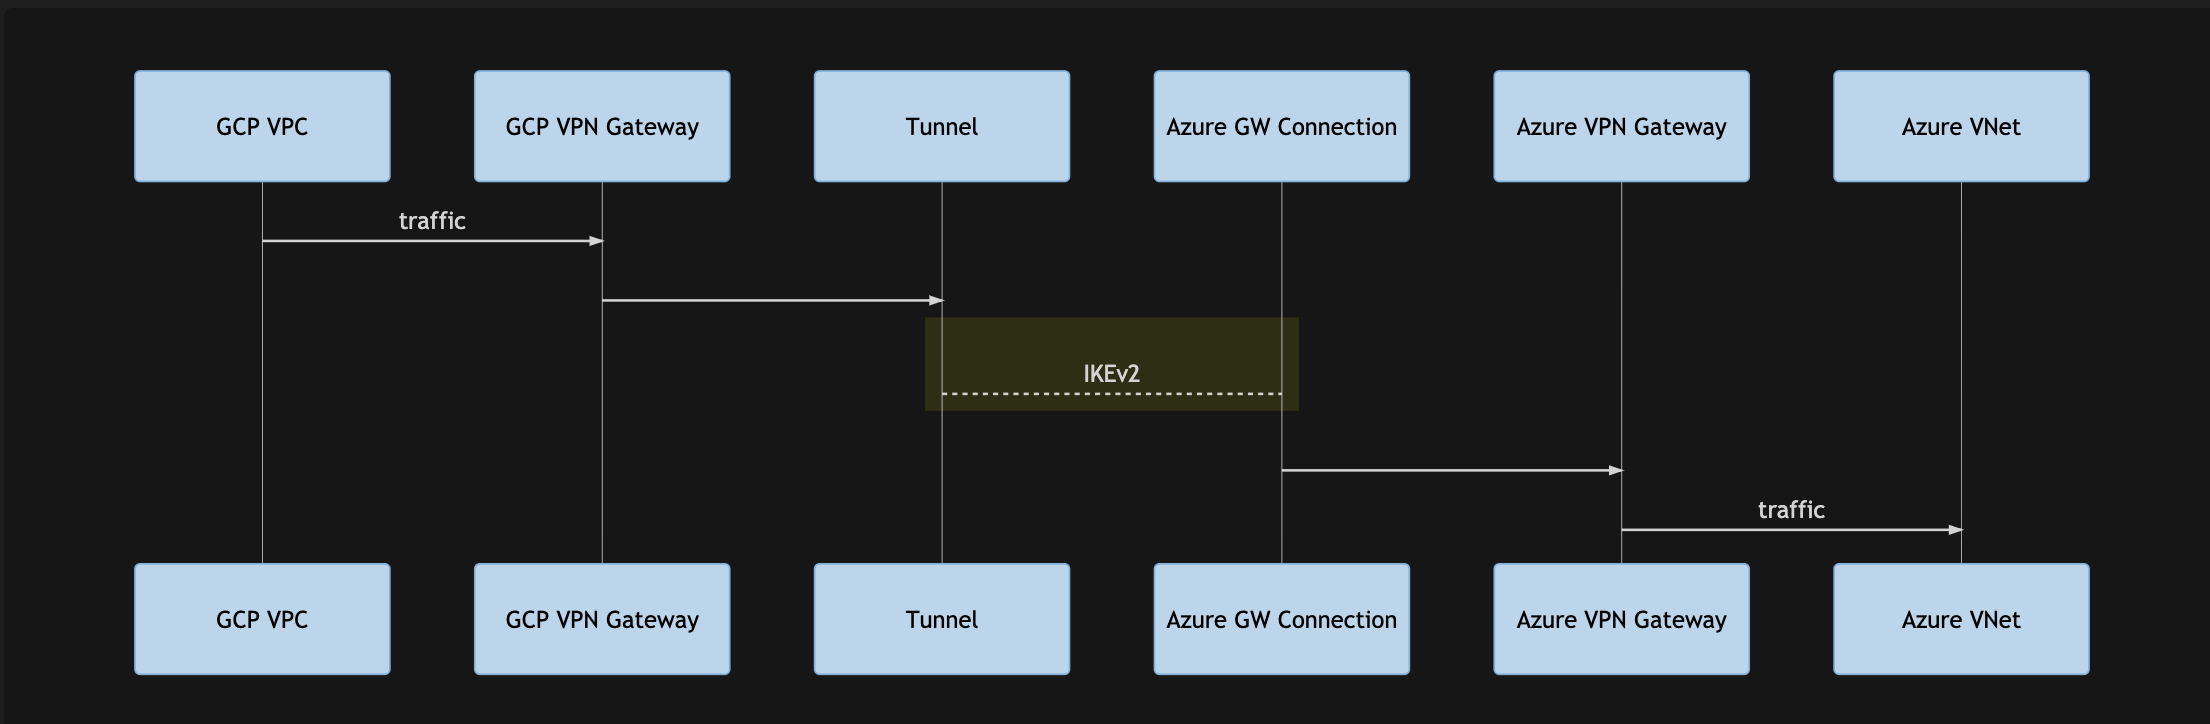 GCP VPC
GCP VPN Gateway
Tunnel
Azure GW Connection
Azure VPN Gateway
Azure VNet
traffic
IKEv2
traffic
GCP VPC
GCP VPN Gateway
Tunnel
Azure GW Connection
Azure VPN Gateway
Azure VNet